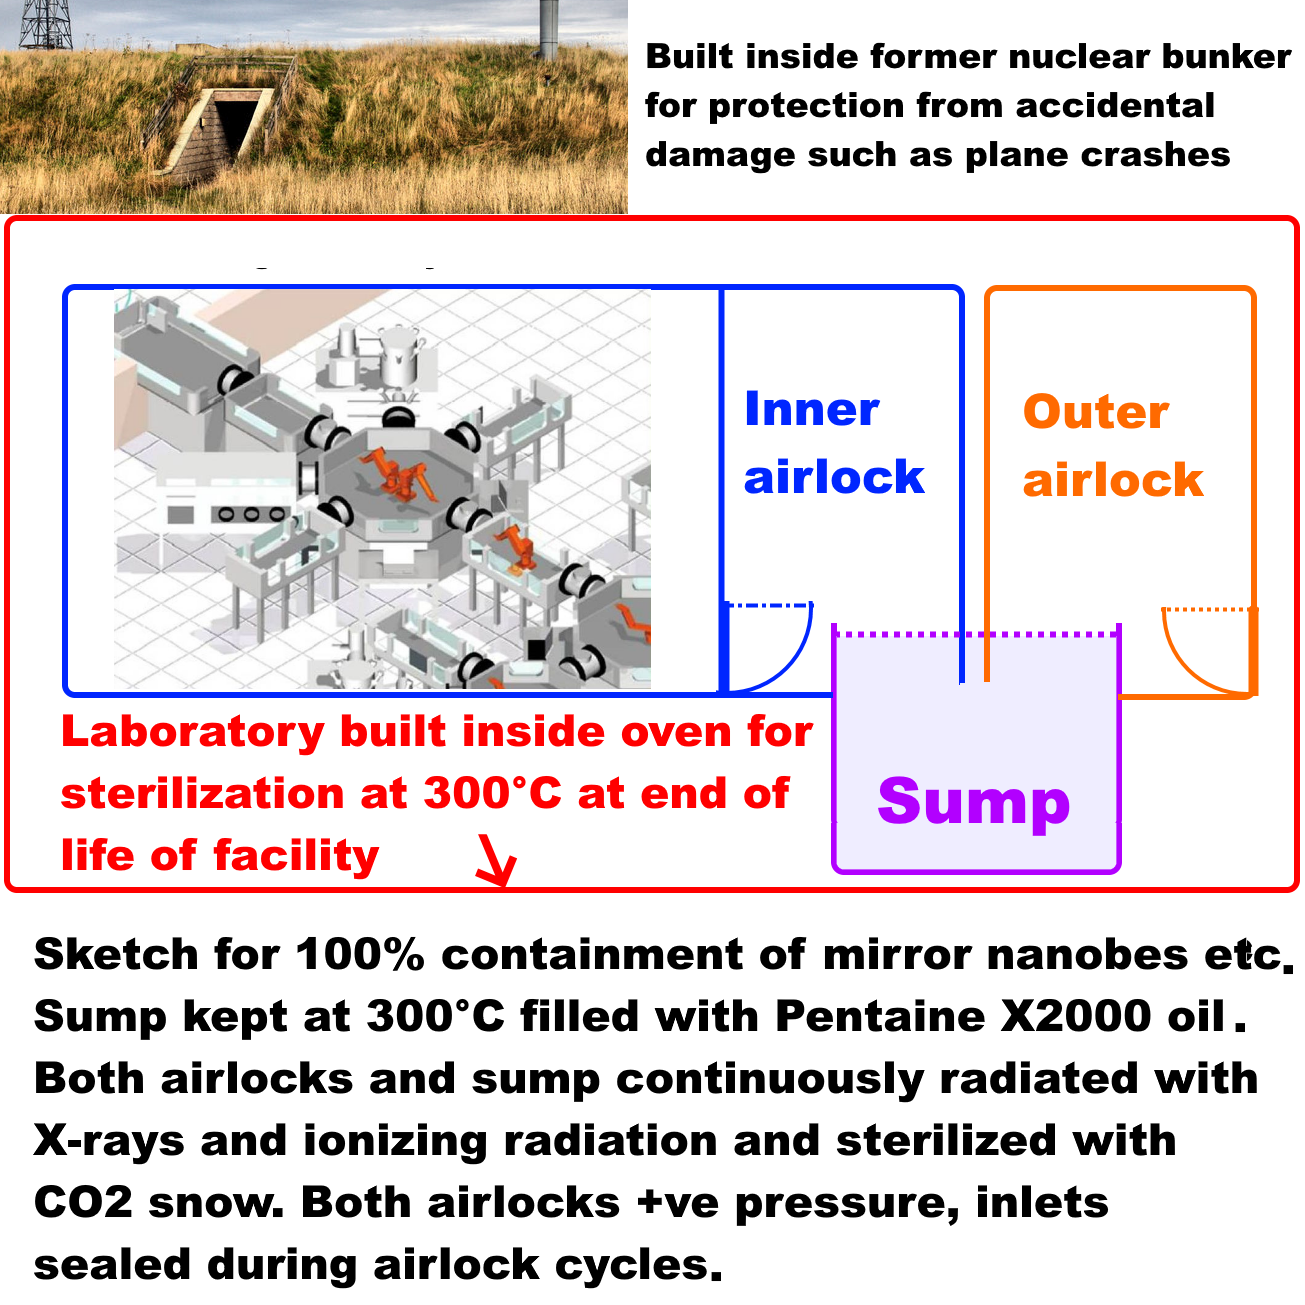 Built inside former nuclear bunker
for protection from accidental
damage such as plane crashes
Inner
airlock
Outer
airlock
Laboratory built inside oven for
sterilization at 300°C at end of
life of facility
Sump
Sketch for 100% containment of mirror nanobes etc.
Sump kept at 300°C filled with Pentaine X2000 oil .
Both airlocks and sump continuously radiated with
X-rays and ionizing radiation and sterilized with
CO2 snow. Both airlocks +ve pressure, inlets
sealed during airlock cycles.